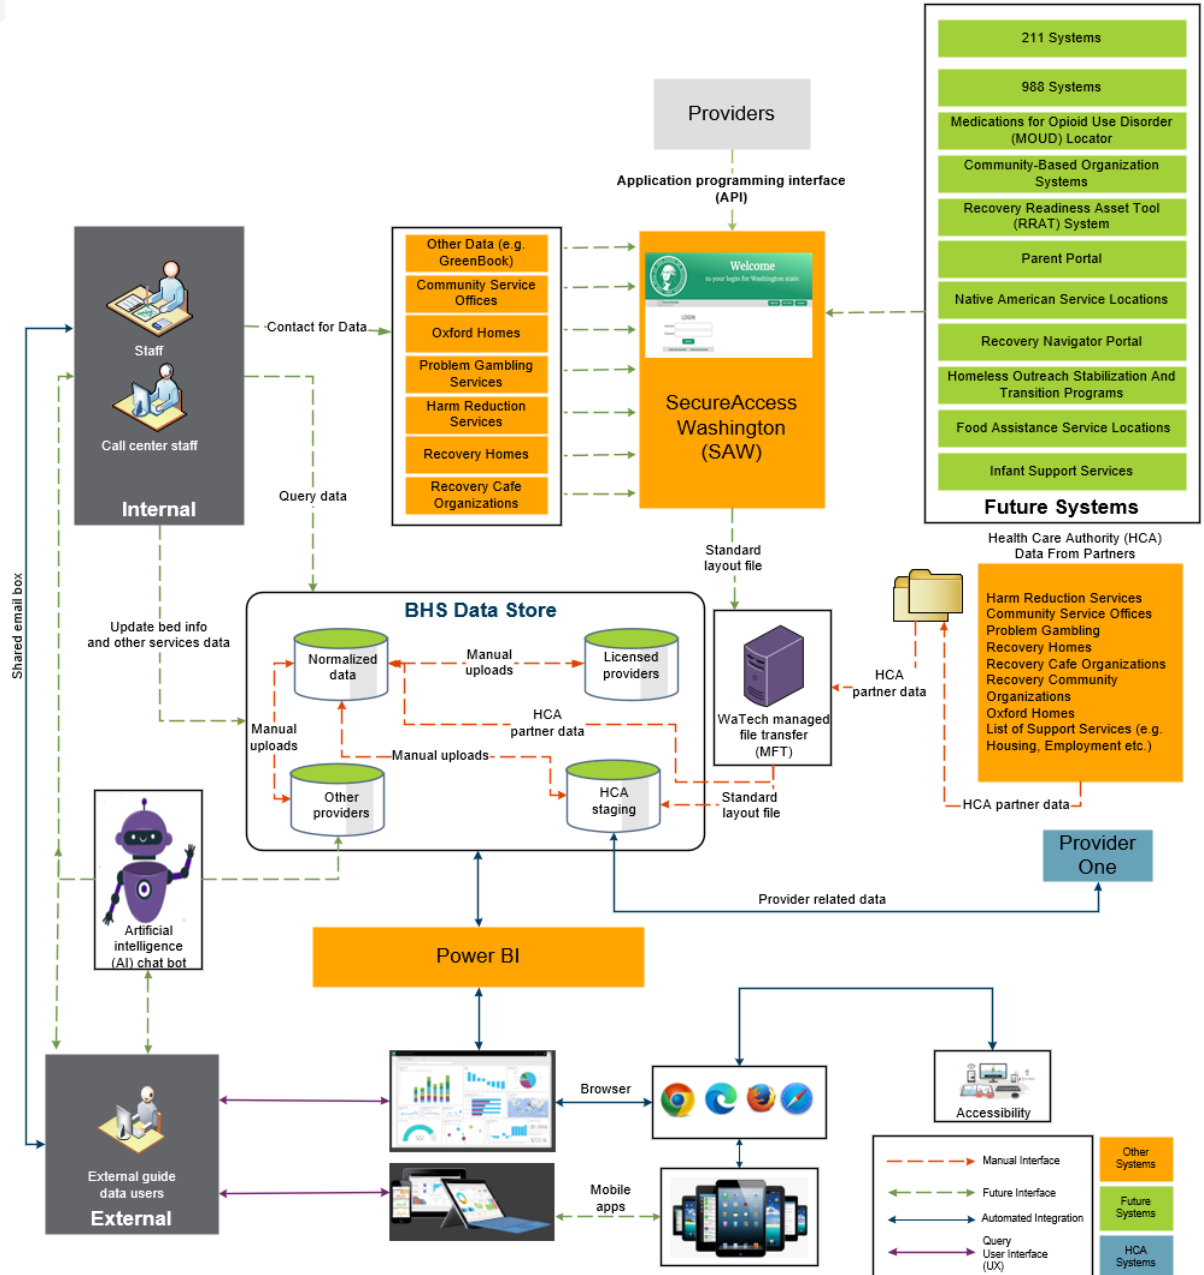 211 Systems
988 Systems
Medications for Opioid Use Disorder
(MOUD) Locator
Community-Based Organization
Systems
Recovery Readiness Asset Tool
(RRAT) System
Parent Portal
Native American Service Locations
Recovery Navigator Portal
Homeless Outreach Stabilization And
Transition Programs
Food Assistance Service Locations
Infant Support Services
Future Systems
Providers
Application programming interface
(API)
Staff
Call center staff
Internal
Contact for Data
Other Data (e.g.
GreenBook)
Community Service
Offices
Oxford Homes
Problem Gambling
Services
Harm Reduction
Services
Recovery Homes
Recovery Cafe
Organizations
Welcome
to your login for Washington state.
LOGIN
SecureAccess
Washington
(SAW)
Query data
Standard
layout file
Health Care Authority (HCA)
Data From Partners
Harm Reduction Services
Community Service Offices
Problem Gambling
Recovery Homes
Recovery Cafe Organizations
Recovery Community
Organizations
Oxford Homes
List of Support Services (e.g.
Housing, Employment etc.)
HCA
partner data
HCA partner data
Shared email box
Update bed info
and other services data
BHS Data Store
Normalized
data
Manual
uploads
Licensed
providers
HCA
partner data
Manual
uploads
Manual uploads
Other
providers
HCA
staging
WaTech managed
file transfer
(MFT)
Standard
layout file
Provider
One
Provider related data
Artificial
intelligence
(AI) chat bot
Power BI
External guide
data users
External
Browser
Mobile
apps
Accessibility
Manual Interface
Future Interface
Automated Integration
Query
User Interface
(UX)
Other
Systems
Future
Systems
HCA
Systems